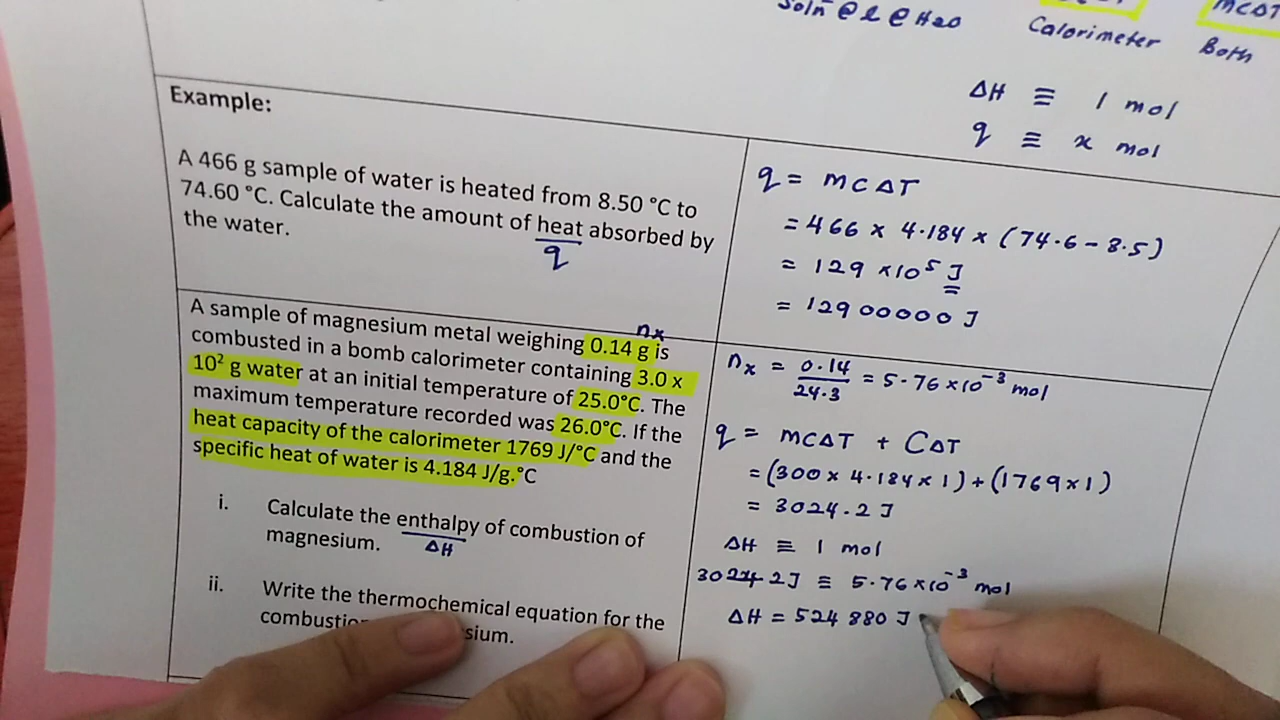 Soln @ l @ H2O
Calorimeter
MCΔT
Both
ΔH ≡ 1 mol
q ≡ x mol
Example:
A 466 g sample of water is heated from 8.50 °C to
74.60 °C. Calculate the amount of heat absorbed by
the water.
q
q = MCΔT
= 466 x 4.184 x (74.6 - 8.5)
= 129 x10⁵ J
= 12900000 J
nx
A sample of magnesium metal weighing 0.14 g is
combusted in a bomb calorimeter containing 3.0 x
10² g water at an initial temperature of 25.0°C. The
maximum temperature recorded was 26.0°C. If the
heat capacity of the calorimeter 1769 J/°C and the
specific heat of water is 4.184 J/g.°C
i. Calculate the enthalpy of combustion of
magnesium.
ΔH
ii. Write the thermochemical equation for the
sium.
nx = 0.14/24.3 = 5.76 x10⁻³ mol
q = MCΔT + CΔT
= (300 x 4.184 x 1) + (1769 x 1)
= 3024.2 J
ΔH ≡ 1 mol
3024.2 J ≡ 5.76 x10⁻³ mol
ΔH = 524 880 J